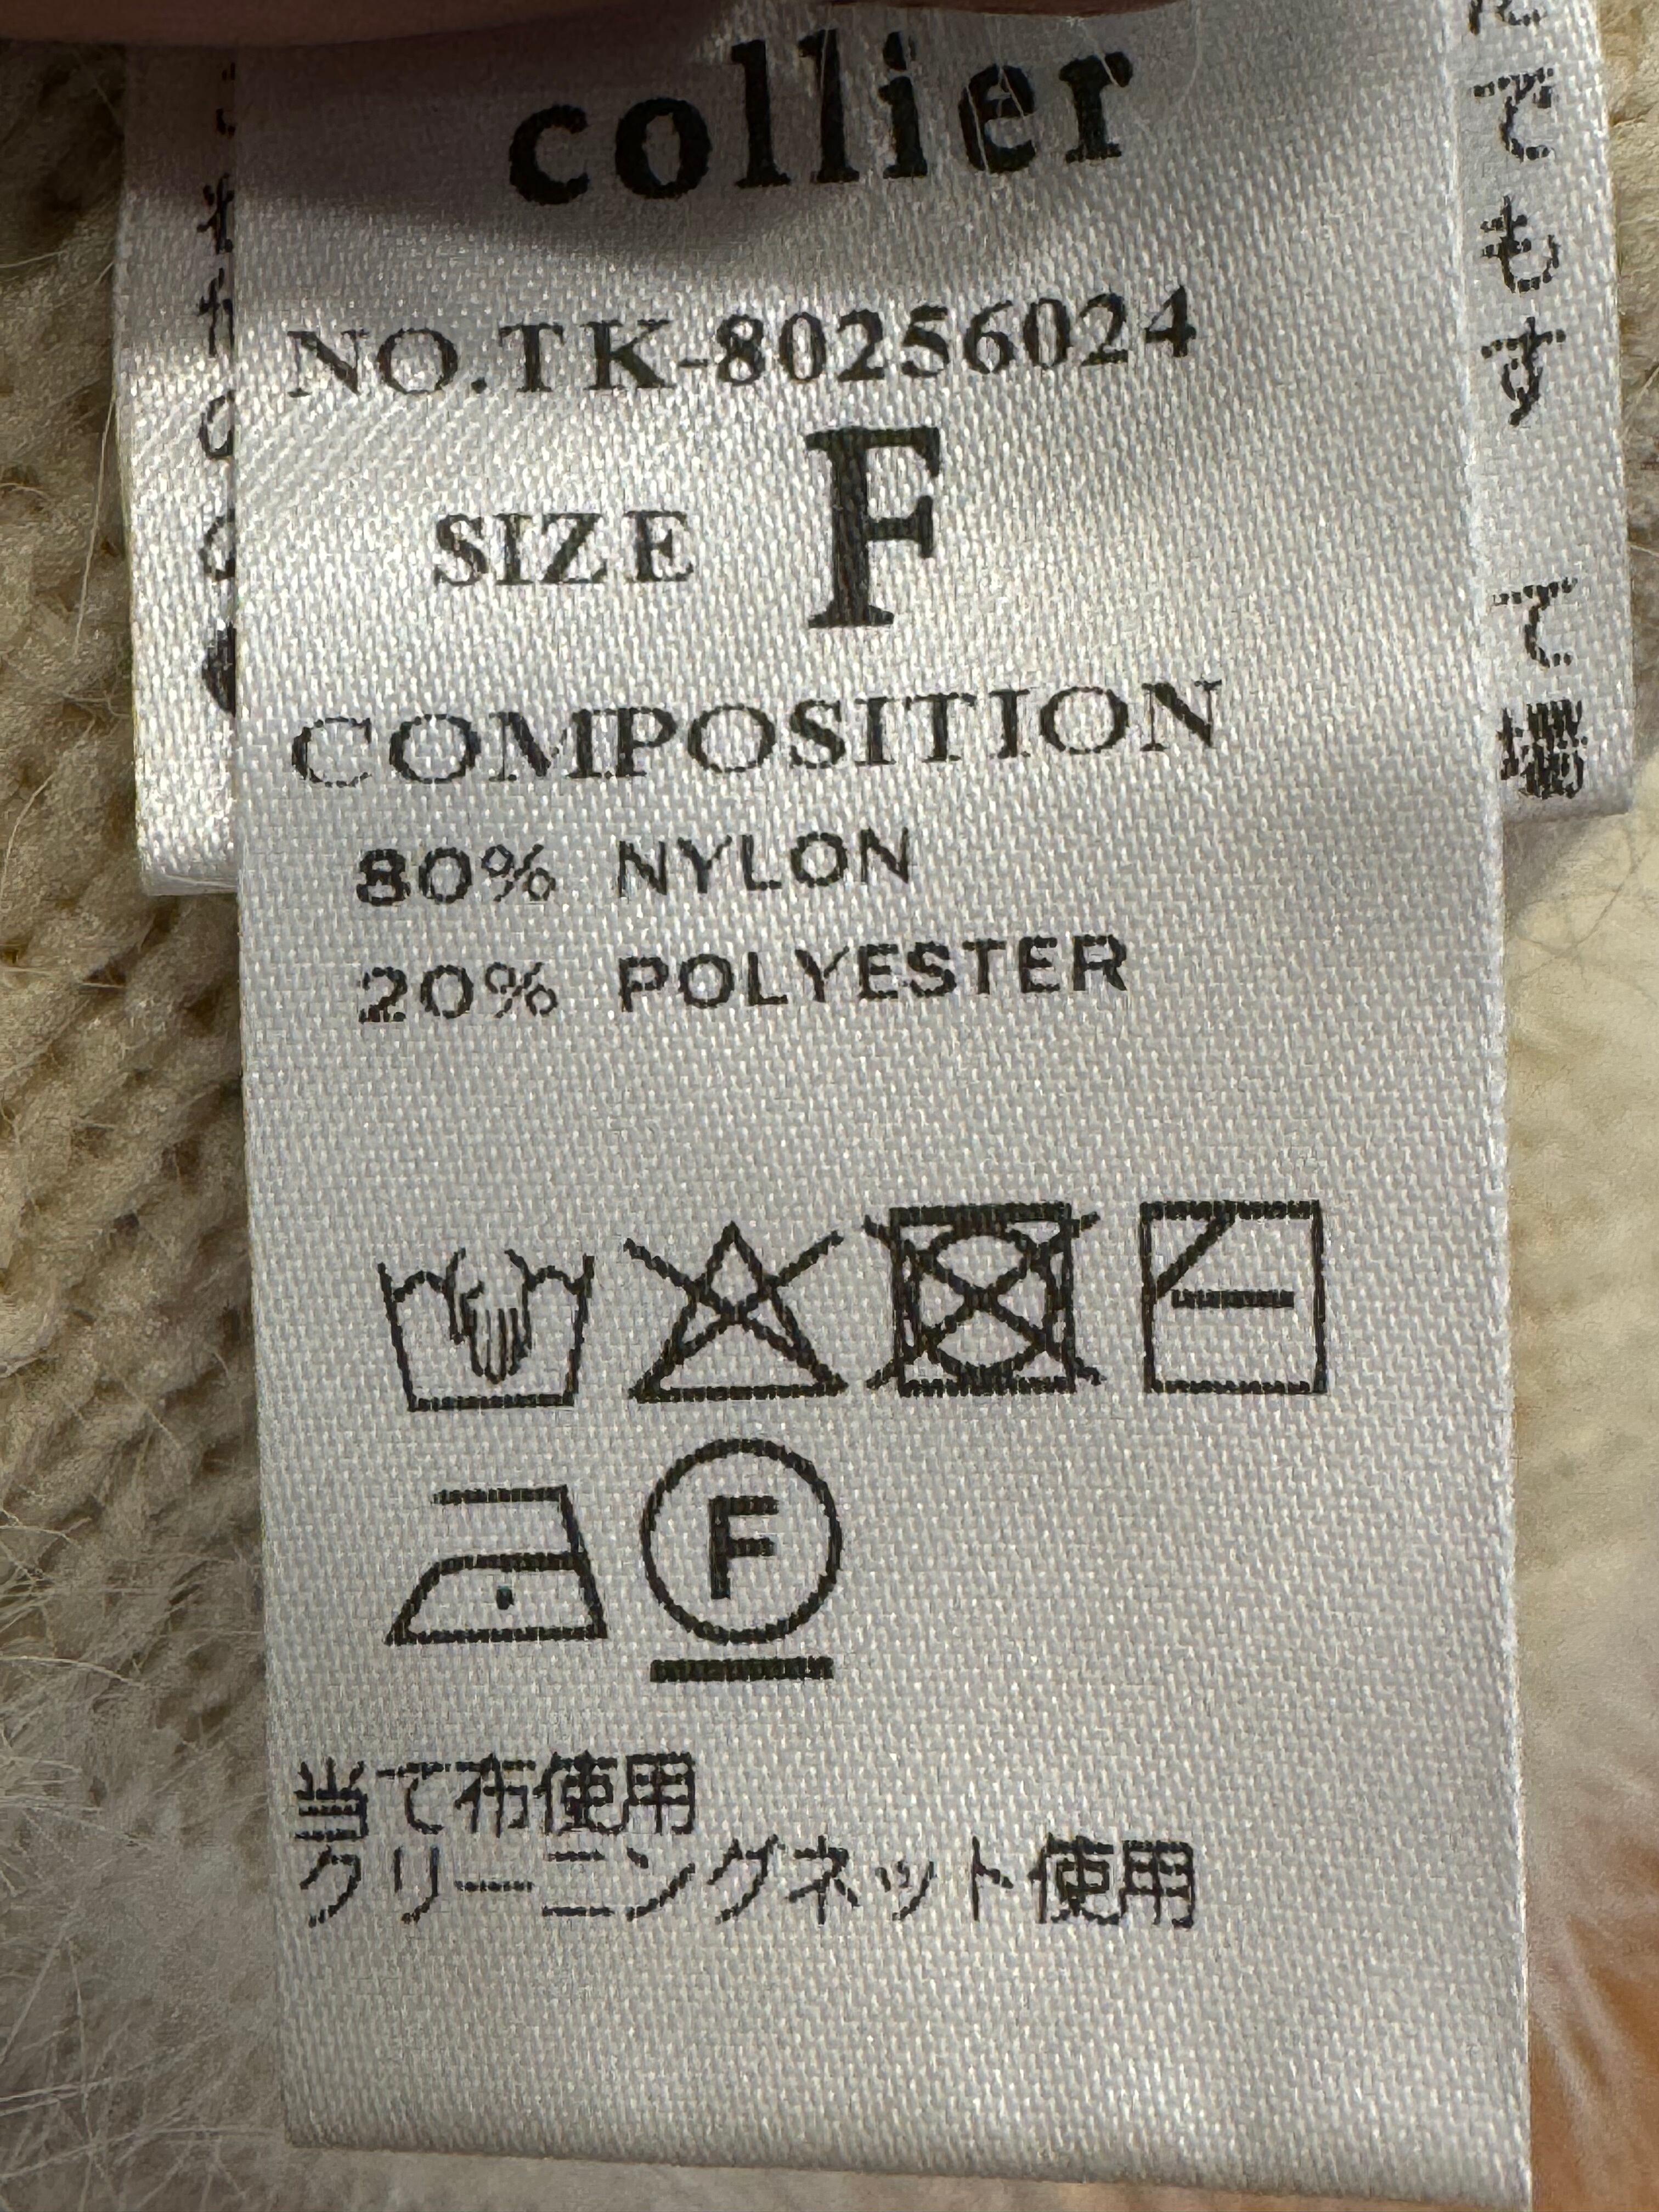 collier
NO.TK-80256024
SIZE F
COMPOSITION
80% NYLON
20% POLYESTER
F
当て布使用
クリーニングネット使用